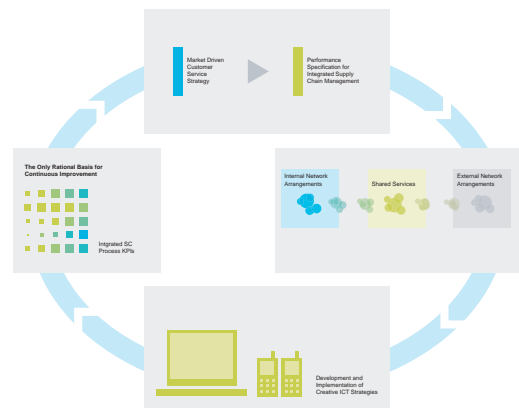 Market Driven
Customer
Service
Strategy
Performance
Specification for
Integrated Supply
Chain Management
The Only Rational Basis for
Continuous Improvement
Intgrated SC
Process KPIs
Internal Network
Arrangements
Shared Services
External Network
Arrangements
Development and
Implementation of
Creative ICT Strategies